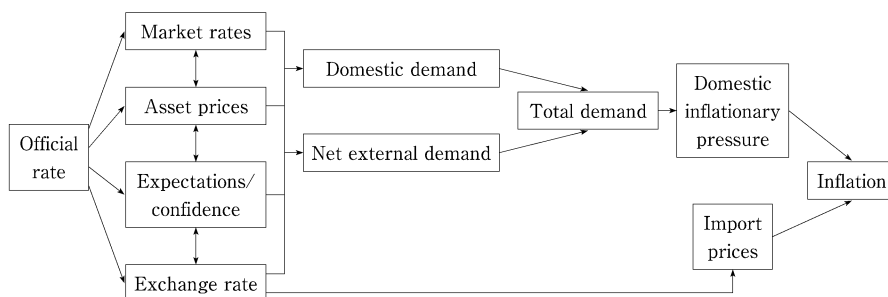 Official
rate
Market rates
Asset prices
Expectations/
confidence
Exchange rate
Domestic demand
Net external demand
Total demand
Domestic
inflationary
pressure
Import
prices
Inflation